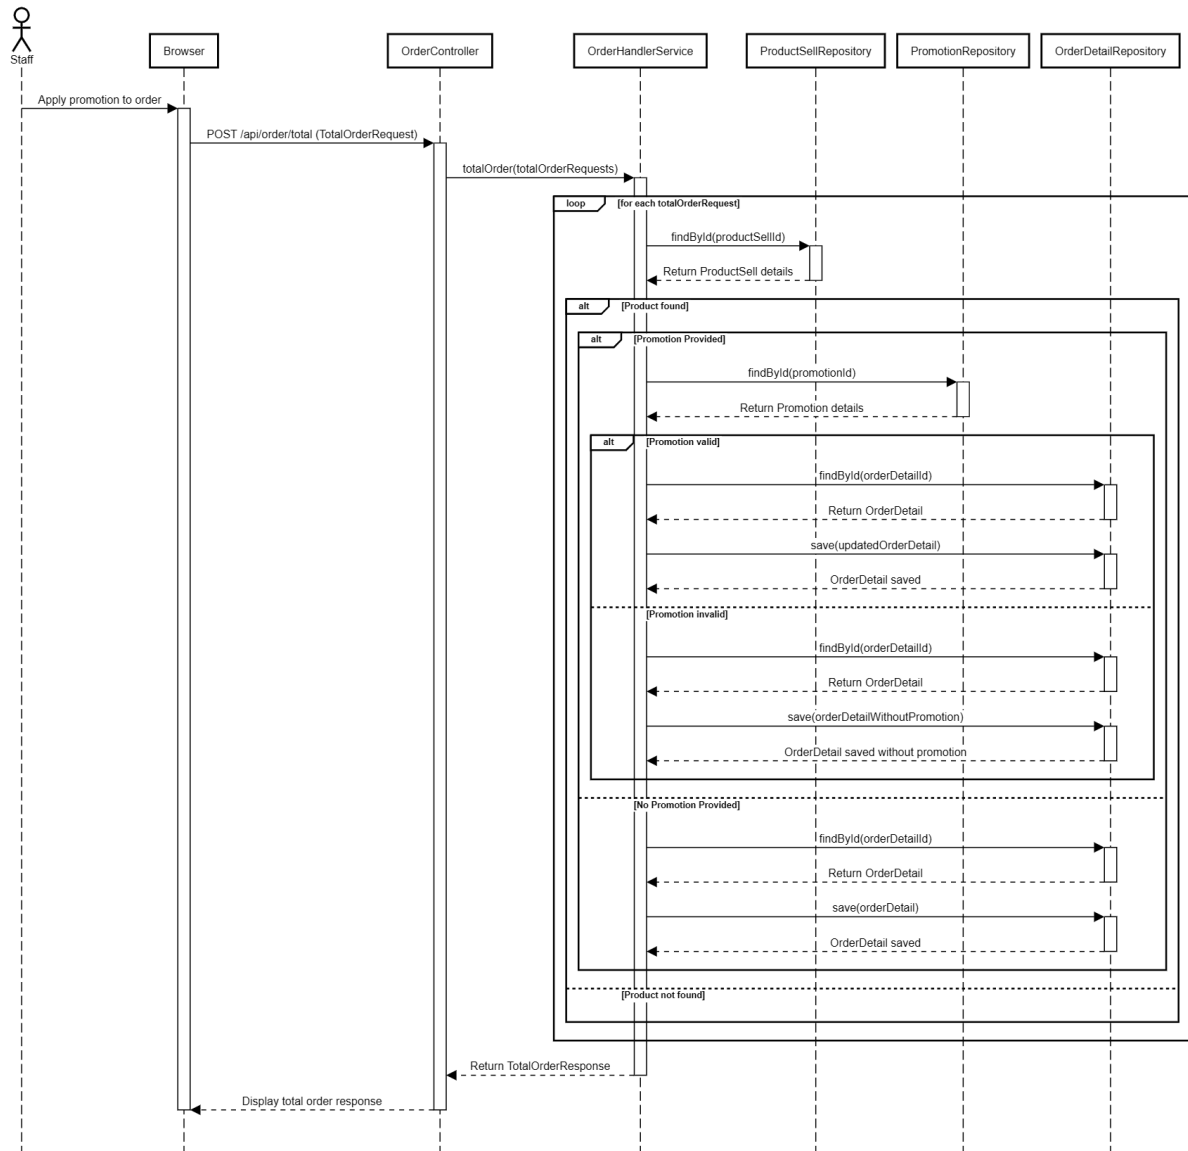 Staff
Browser
OrderController
OrderHandlerService
ProductSellRepository
PromotionRepository
OrderDetailRepository
Apply promotion to order
POST /api/order/total (TotalOrderRequest)
totalOrder(totalOrderRequests)
loop
[for each totalOrderRequest]
findById(productSellId)
Return ProductSell details
alt
[Product found]
alt
[Promotion Provided]
findById(promotionId)
Return Promotion details
alt
[Promotion valid]
findById(orderDetailId)
Return OrderDetail
save(updatedOrderDetail)
OrderDetail saved
[Promotion invalid]
findById(orderDetailId)
Return OrderDetail
save(orderDetailWithoutPromotion)
OrderDetail saved without promotion
[No Promotion Provided]
findById(orderDetailId)
Return OrderDetail
save(orderDetail)
OrderDetail saved
[Product not found]
Return TotalOrderResponse
Display total order response